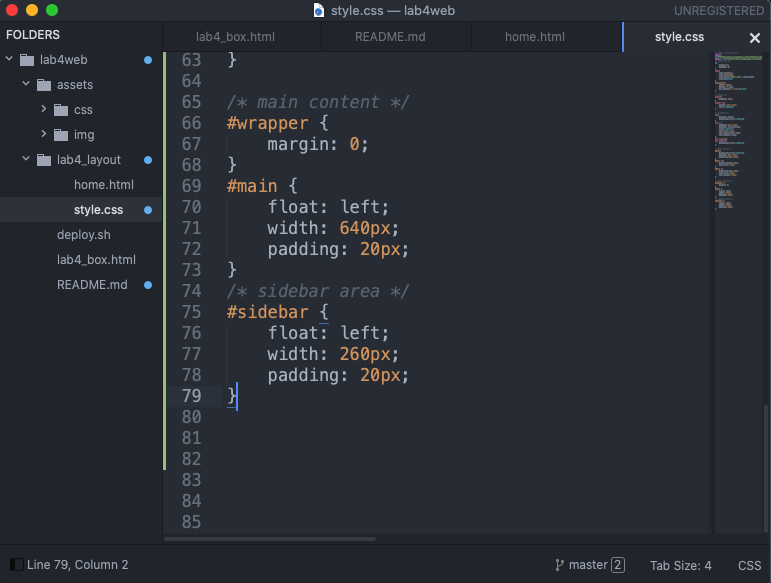 style.css — lab4web
UNREGISTERED
FOLDERS
lab4web
assets
css
img
lab4_layout
home.html
style.css
deploy.sh
lab4_box.html
README.md
lab4_box.html
README.md
home.html
style.css
63 }
64
65 /* main content */
66 #wrapper {
67 margin: 0;
68 }
69 #main {
70 float: left;
71 width: 640px;
72 padding: 20px;
73 }
74 /* sidebar area */
75 #sidebar {
76 float: left;
77 width: 260px;
78 padding: 20px;
79 }
80
81
82
83
84
85
Line 79, Column 2
master 2
Tab Size: 4
CSS